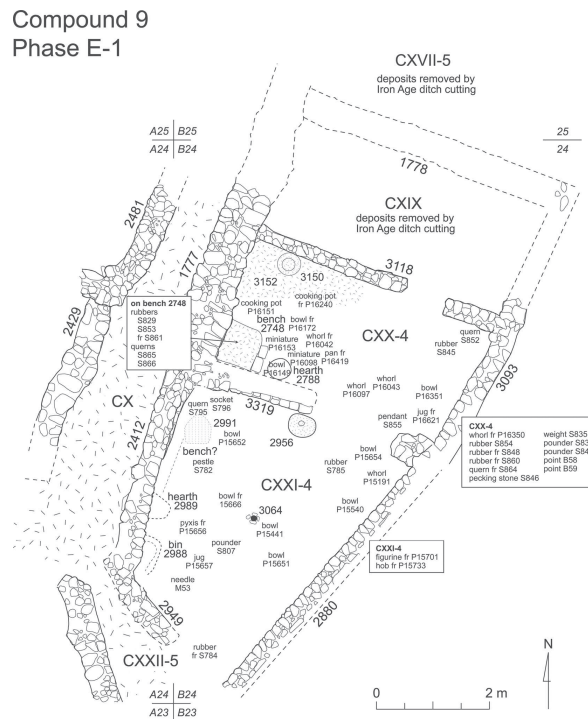 Compound 9
Phase E-1
CXVII-5
deposits removed by
Iron Age ditch cutting
A25 B25
A24 B24
25
24
1778
CXIX
deposits removed by
Iron Age ditch cutting
2481
1777
3118
3152
3150
2429
on bench 2748
rubbers
S829
S853
fr S861
querns
S865
S866
cooking pot
P16151
cooking pot
fr P16240
bench
2748
bowl fr
P16172
miniature
P16153
whorl fr
P16042
miniature
P16098
pan fr
P16419
bowl
P16149
hearth
2788
CXX-4
quern
S852
rubber
S845
3093
whorl
P16097
whorl
P16043
bowl
P16351
pendant
S855
jug fr
P16621
CX
2412
quern
S795
socket
S796
3319
2991
bowl
P15652
2956
bench?
pestle
S782
CXX-4
whorl fr P16350
rubber S854
rubber fr S848
rubber fr S860
quern fr S864
pecking stone S846
weight S835
pounder S83
pounder S84
point B58
point B59
bowl
P15654
rubber
S785
CXXI-4
whorl
P15191
hearth
2989
bowl fr
15666
bowl
P15540
3064
pyxis fr
P15656
bowl
P15441
bin
2988
pounder
S807
jug
P15657
bowl
P15651
CXXI-4
figurine fr P15701
hob fr P15733
needle
M53
2949
2880
CXXII-5
rubber
fr S784
N
0
2 m
A24 B24
A23 B23